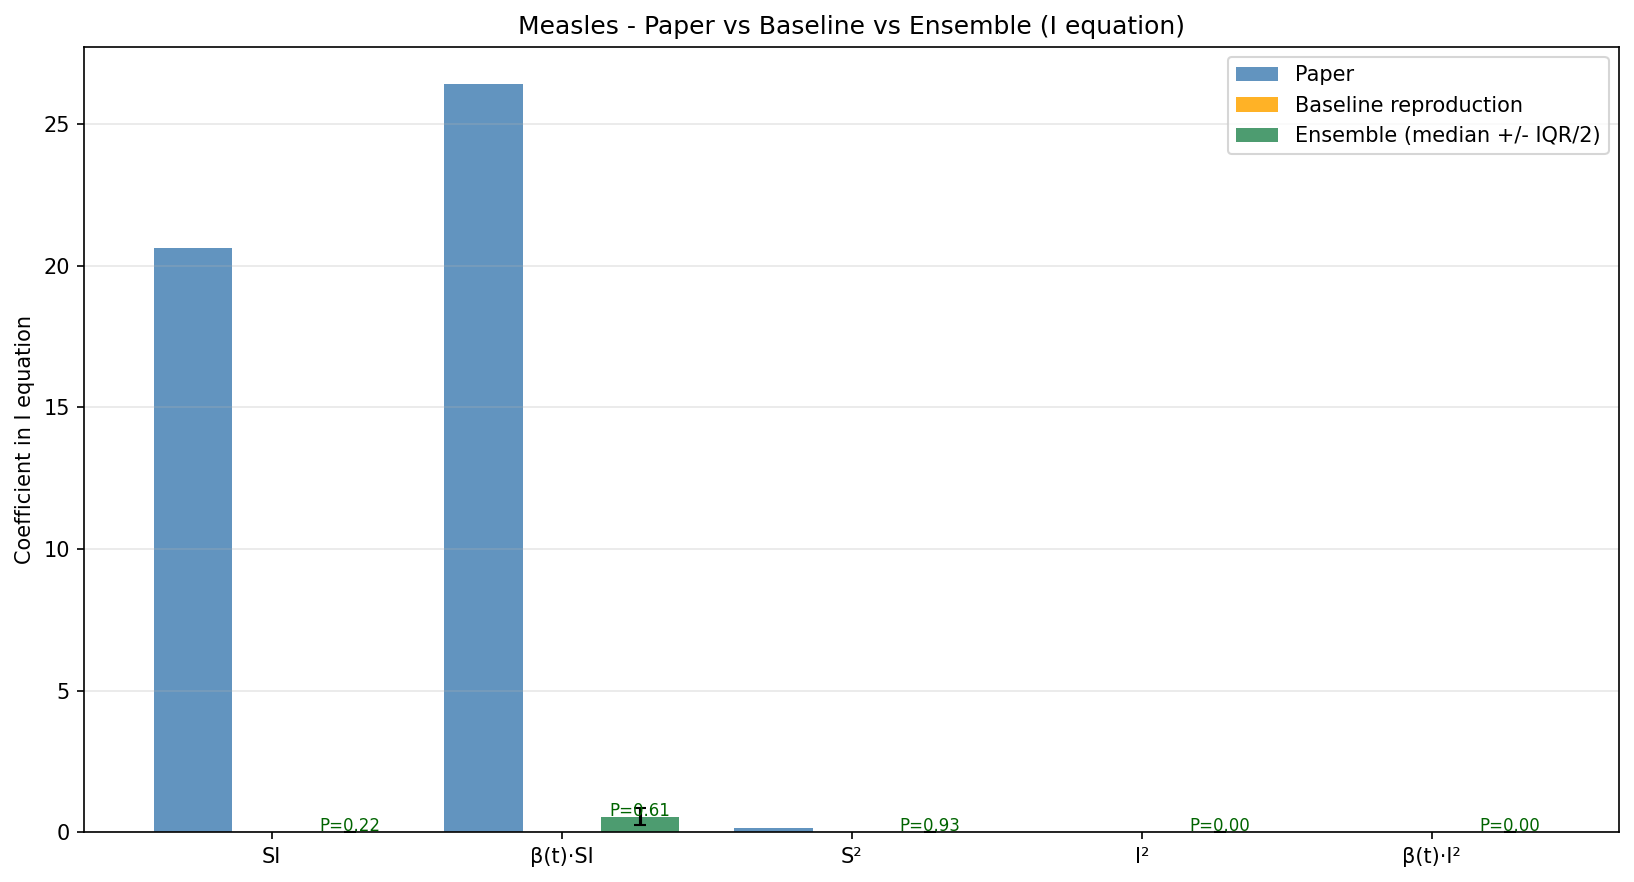 Measles - Paper vs Baseline vs Ensemble (I equation)
Paper
Baseline reproduction
Ensemble (median +/- IQR/2)
Coefficient in I equation
25
20
15
10
5
0
P=0.22
P=0.61
P=0.93
P=0.00
P=0.00
SI
β(t)·SI
S²
I²
β(t)·I²